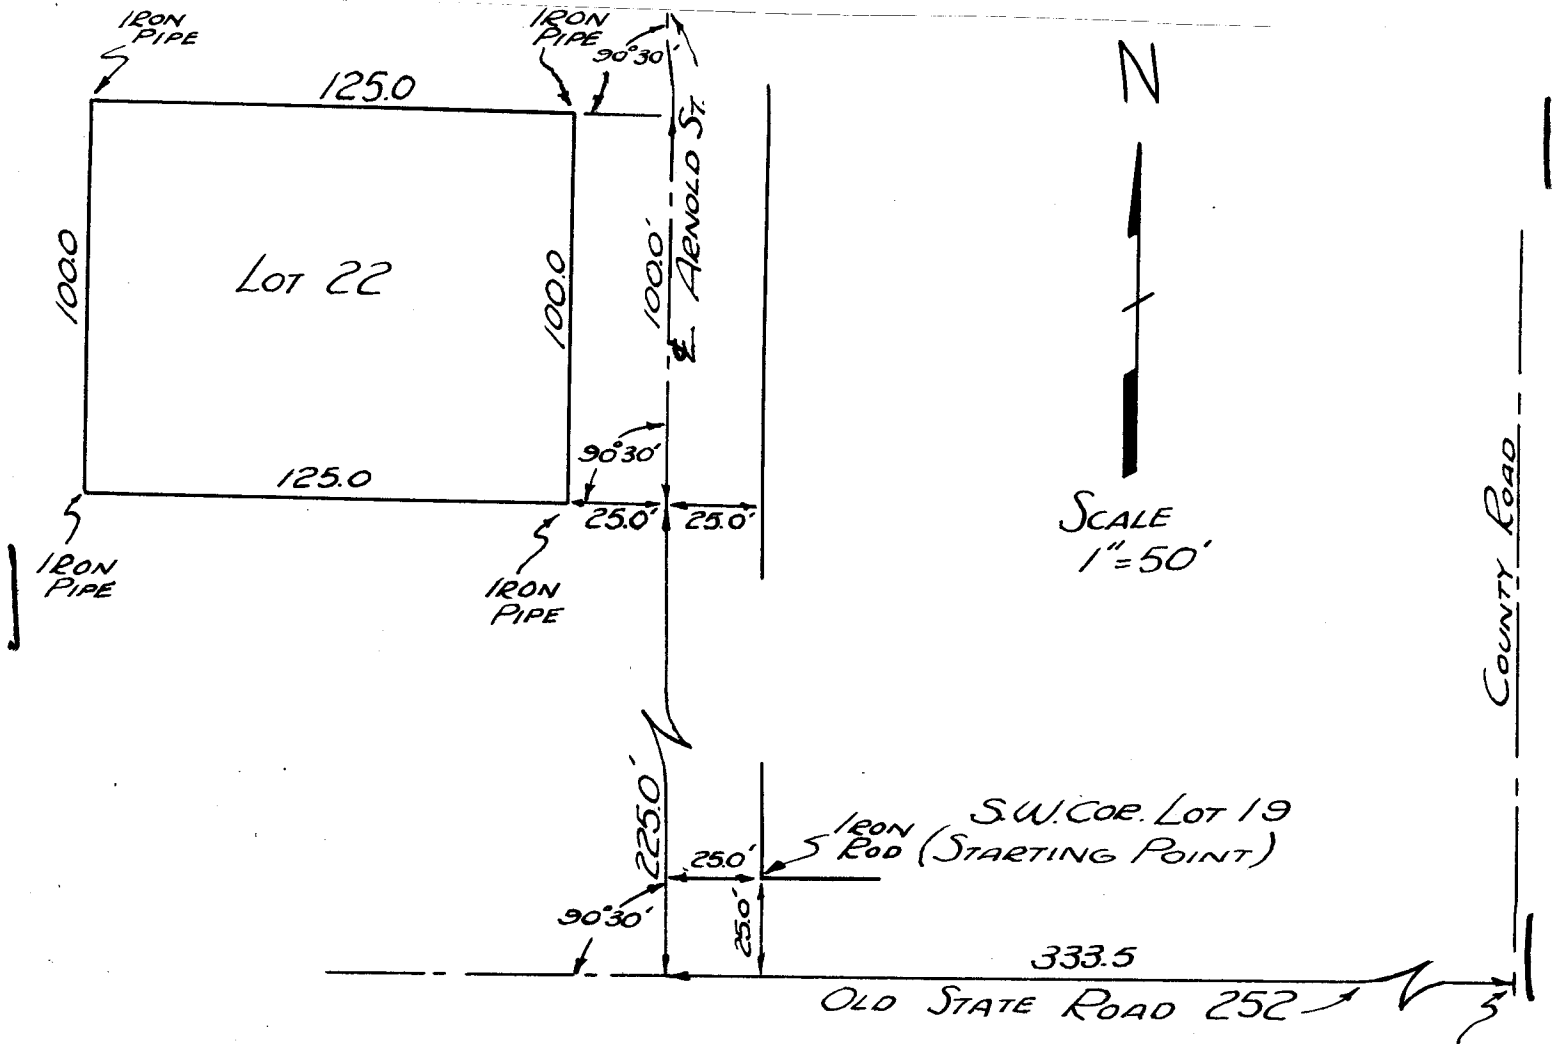 IRON
PIPE
IRON
PIPE
90°30'
N
125.0
℄ ARNOLD ST.
100.0
LOT 22
100.0
100.0'
90°30'
125.0
25.0'
25.0'
IRON
PIPE
IRON
PIPE
SCALE
1"=50'
COUNTY ROAD
225.0'
S.W. COR. LOT 19
(STARTING POINT)
IRON
ROD
25.0'
25.0'
90°30'
333.5
OLD STATE ROAD 252